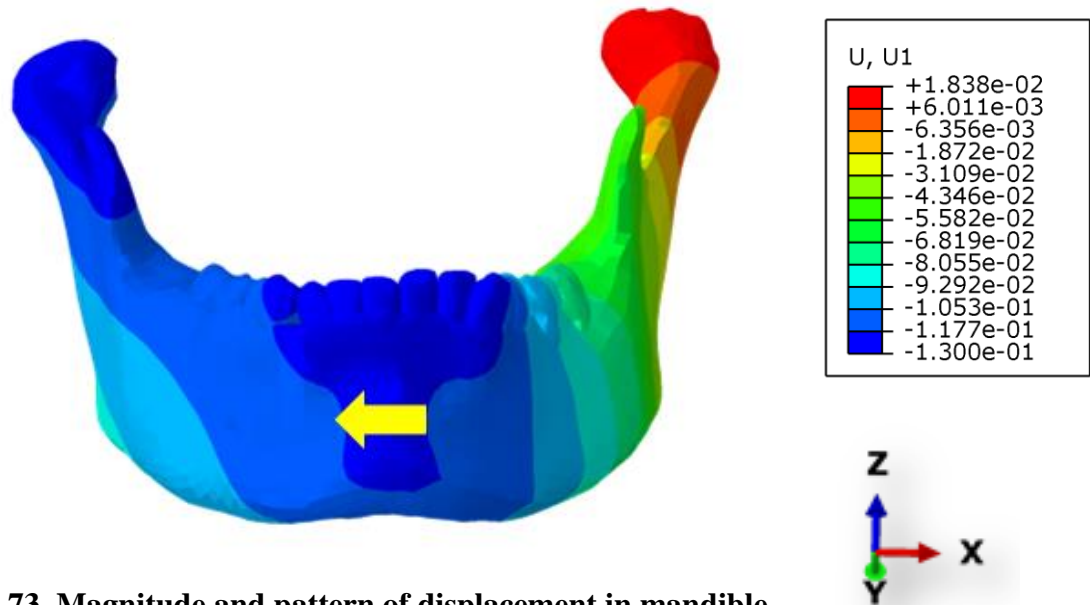 U, U1
+1.838e-02
+6.011e-03
-6.356e-03
-1.872e-02
-3.109e-02
-4.346e-02
-5.582e-02
-6.819e-02
-8.055e-02
-9.292e-02
-1.053e-01
-1.177e-01
-1.300e-01
Z
X
Y
73. Magnitude and pattern of displacement in mandible